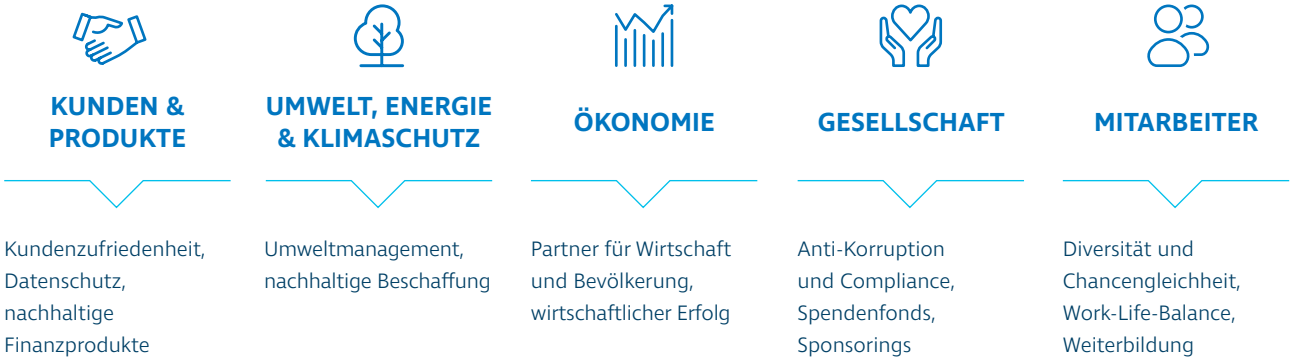 KUNDEN &
PRODUKTE
Kundenzufriedenheit,
Datenschutz,
nachhaltige
Finanzprodukte
UMWELT, ENERGIE
& KLIMASCHUTZ
Umweltmanagement,
nachhaltige Beschaffung
ÖKONOMIE
Partner für Wirtschaft
und Bevölkerung,
wirtschaftlicher Erfolg
GESELLSCHAFT
Anti-Korruption
und Compliance,
Spendenfonds,
Sponsorings
MITARBEITER
Diversität und
Chancengleichheit,
Work-Life-Balance,
Weiterbildung